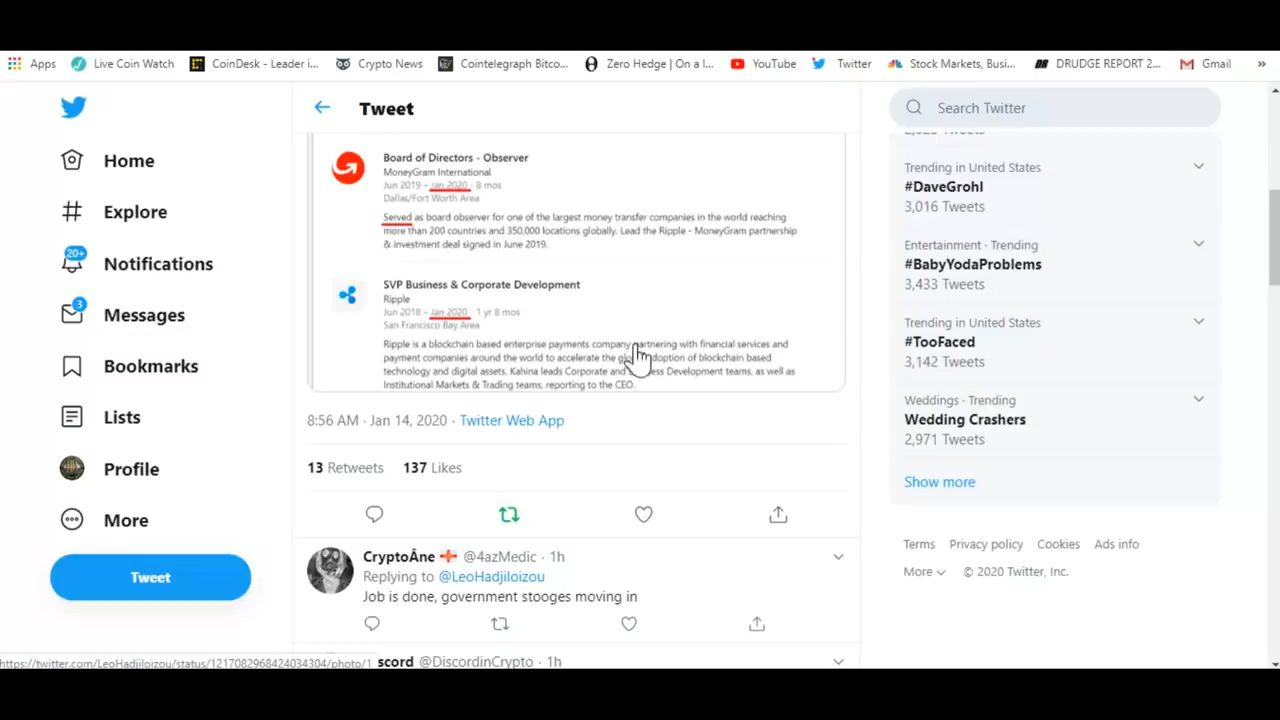 Apps
Live Coin Watch
CoinDesk - Leader i...
Crypto News
Cointelegraph Bitco...
Zero Hedge | On a l...
YouTube
Twitter
Stock Markets, Busi...
DRUDGE REPORT 2...
Gmail
»
Home
Explore
20+
Notifications
3
Messages
Bookmarks
Lists
Profile
More
Tweet
Tweet
Board of Directors - Observer
MoneyGram International
Jun 2019 – Jan 2020 · 8 mos
Dallas/Fort Worth Area
Served as board observer for one of the largest money transfer companies in the world reaching
more than 200 countries and 350,000 locations globally. Lead the Ripple - MoneyGram partnership
& investment deal signed in June 2019.
SVP Business & Corporate Development
Ripple
Jun 2018 – Jan 2020 · 1 yr 8 mos
San Francisco Bay Area
Ripple is a blockchain based enterprise payments company partnering with financial services and
payment companies around the world to accelerate the adoption of blockchain based
technology and digital assets. Kahina leads Corporate and Development teams, as well as
Institutional Markets & Trading teams, reporting to the CEO.
8:56 AM · Jan 14, 2020 · Twitter Web App
13 Retweets 137 Likes
CryptoÂne @4azMedic · 1h
Replying to @LeoHadjiloizou
Job is done, government stooges moving in
scord @DiscordinCrypto · 1h
https://twitter.com/LeoHadjiloizou/status/1217082968424034304/photo/1
Search Twitter
Trending in United States
#DaveGrohl
3,016 Tweets
Entertainment · Trending
#BabyYodaProblems
3,433 Tweets
Trending in United States
#TooFaced
3,142 Tweets
Weddings · Trending
Wedding Crashers
2,971 Tweets
Show more
Terms Privacy policy Cookies Ads info
More © 2020 Twitter, Inc.